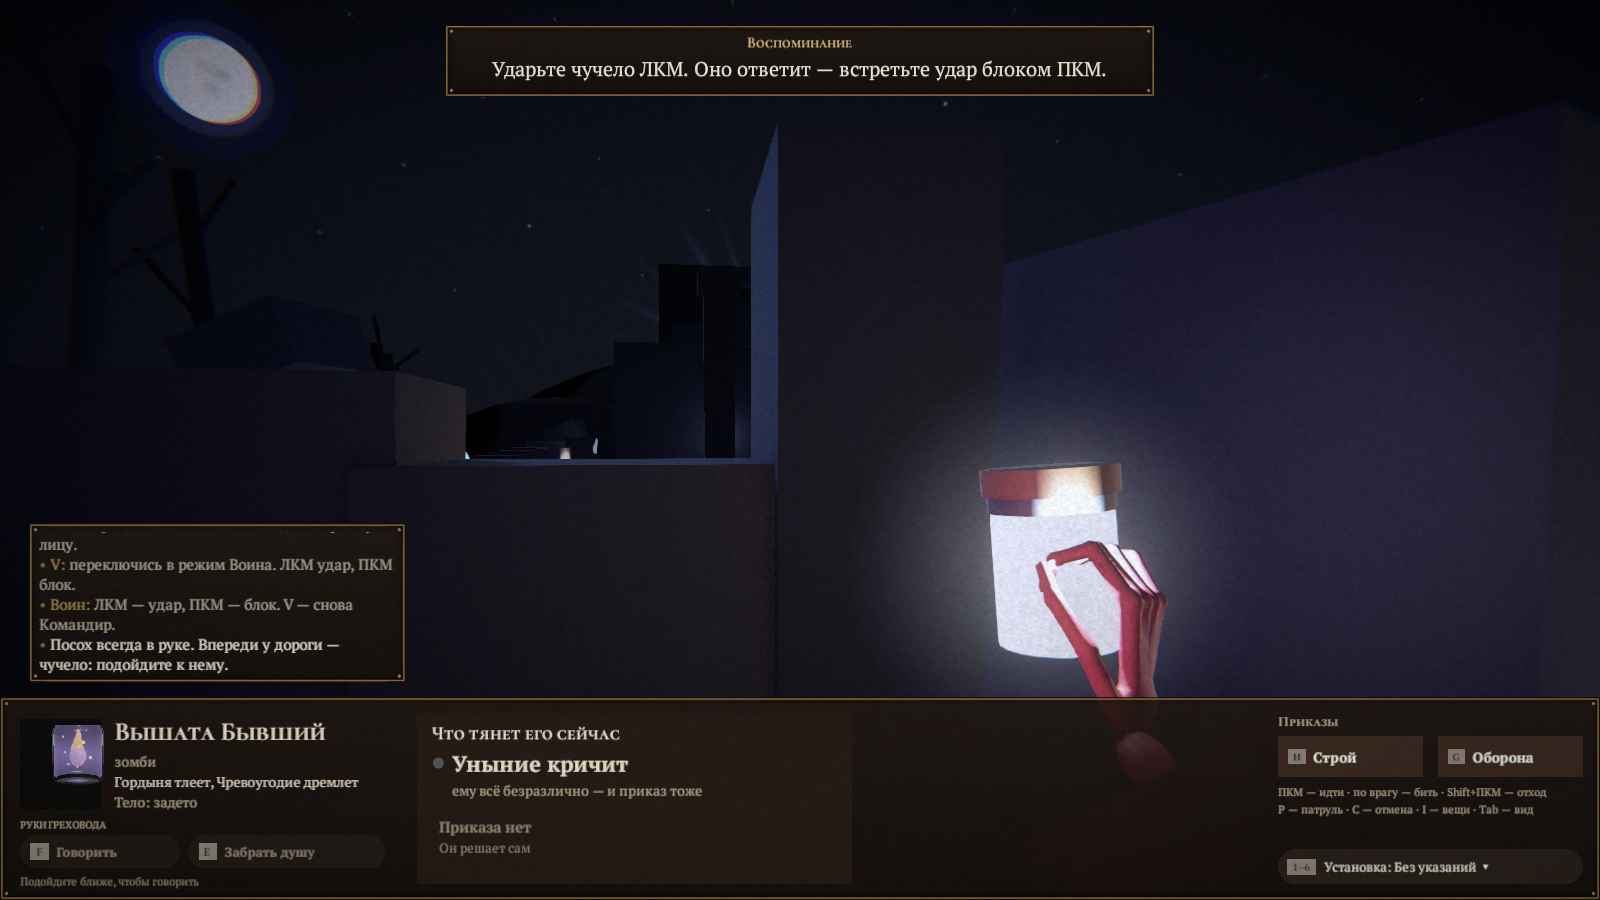 Воспоминание
Ударьте чучело ЛКМ. Оно ответит — встретьте удар блоком ПКМ.
лицу.
• V: переключись в режим Воина. ЛКМ удар, ПКМ
блок.
• Воин: ЛКМ — удар, ПКМ — блок. V — снова
Командир.
• Посох всегда в руке. Впереди у дороги —
чучело: подойдите к нему.
Вышата Бывший
зомби
Гордыня тлеет, Чревоугодие дремлет
Тело: задето
РУКИ ГРЕХОВОДА
F Говорить
E Забрать душу
Подойдите ближе, чтобы говорить
Что тянет его сейчас
Уныние кричит
ему всё безразлично — и приказ тоже
Приказа нет
Он решает сам
Приказы
H Строй
G Оборона
ПКМ — идти · по врагу — бить · Shift+ПКМ — отход
P — патруль · C — отмена · I — вещи · Tab — вид
1–6 Установка: Без указаний ▾